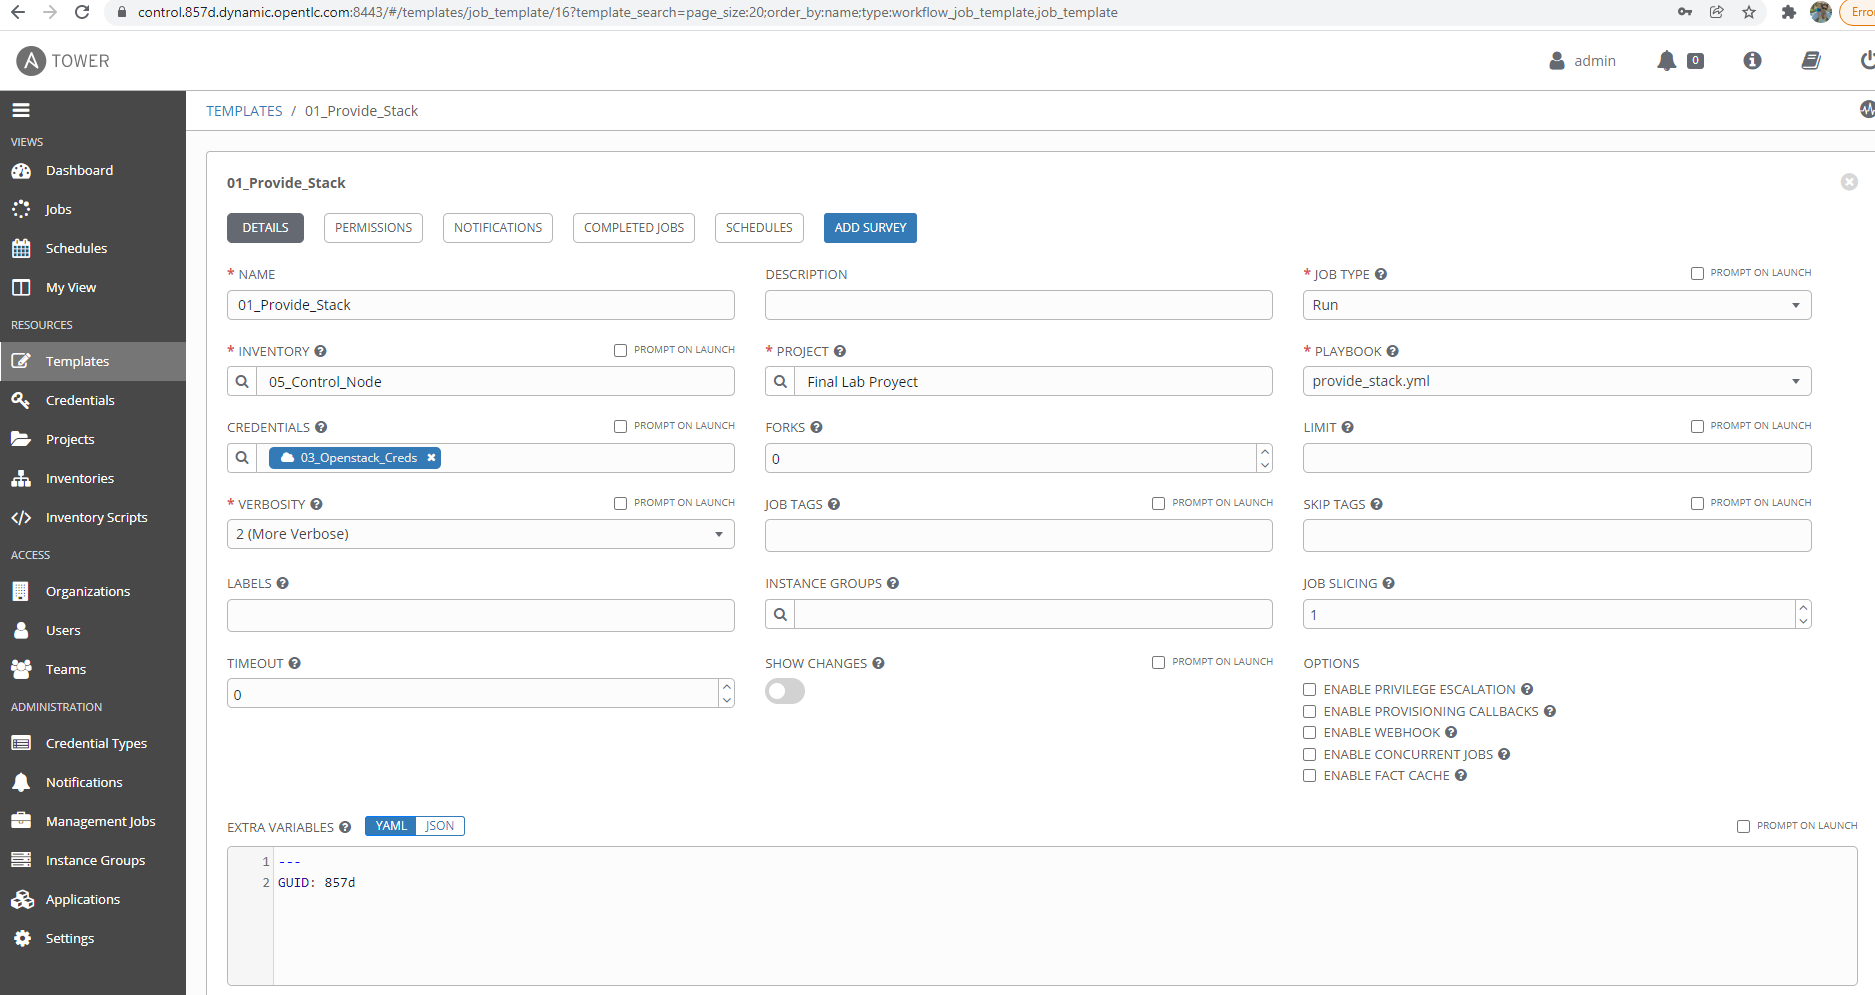 control.857d.dynamic.opentlc.com:8443/#/templates/job_template/16?template_search=page_size:20;order_by:name;type:workflow_job_template,job_template
Erro
A TOWER
admin
0
VIEWS
Dashboard
Jobs
Schedules
My View
RESOURCES
Templates
Credentials
Projects
Inventories
Inventory Scripts
ACCESS
Organizations
Users
Teams
ADMINISTRATION
Credential Types
Notifications
Management Jobs
Instance Groups
Applications
Settings
TEMPLATES / 01_Provide_Stack
01_Provide_Stack
DETAILS PERMISSIONS NOTIFICATIONS COMPLETED JOBS SCHEDULES ADD SURVEY
* NAME
01_Provide_Stack
DESCRIPTION
* JOB TYPE ? PROMPT ON LAUNCH
Run
* INVENTORY ? PROMPT ON LAUNCH
05_Control_Node
* PROJECT ?
Final Lab Proyect
* PLAYBOOK ?
provide_stack.yml
CREDENTIALS ? PROMPT ON LAUNCH
03_Openstack_Creds
FORKS ?
0
LIMIT ? PROMPT ON LAUNCH
* VERBOSITY ? PROMPT ON LAUNCH
2 (More Verbose)
JOB TAGS ? PROMPT ON LAUNCH
SKIP TAGS ? PROMPT ON LAUNCH
LABELS ?
INSTANCE GROUPS ?
JOB SLICING ?
1
TIMEOUT ?
0
SHOW CHANGES ? PROMPT ON LAUNCH
OPTIONS
ENABLE PRIVILEGE ESCALATION ?
ENABLE PROVISIONING CALLBACKS ?
ENABLE WEBHOOK ?
ENABLE CONCURRENT JOBS ?
ENABLE FACT CACHE ?
EXTRA VARIABLES ? YAML JSON PROMPT ON LAUNCH
1 ---
2 GUID: 857d